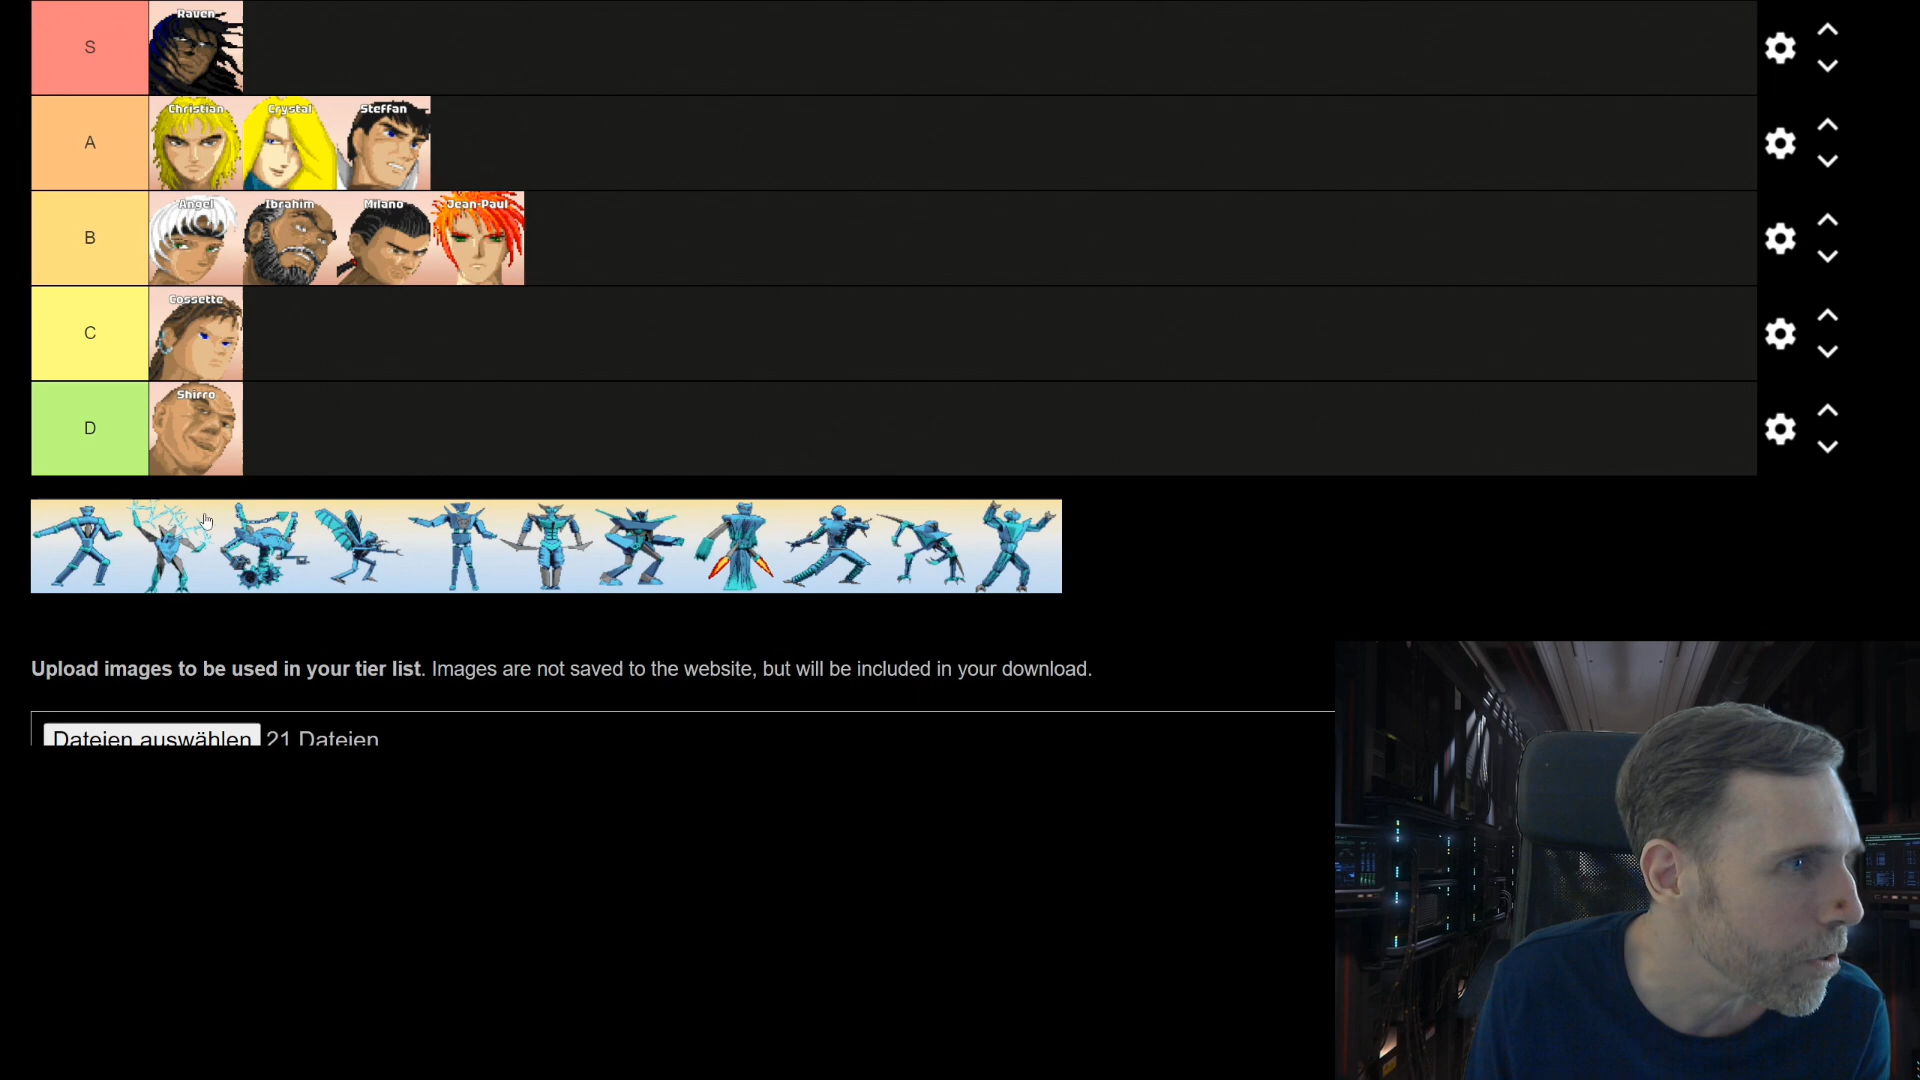 S
Raven
A
Christian
Crystal
Steffan
B
Angel
Ibrahim
Milano
Jean-Paul
C
Cossette
D
Shirro
Upload images to be used in your tier list. Images are not saved to the website, but will be included in your download.
Dateien auswählen 21 Dateien